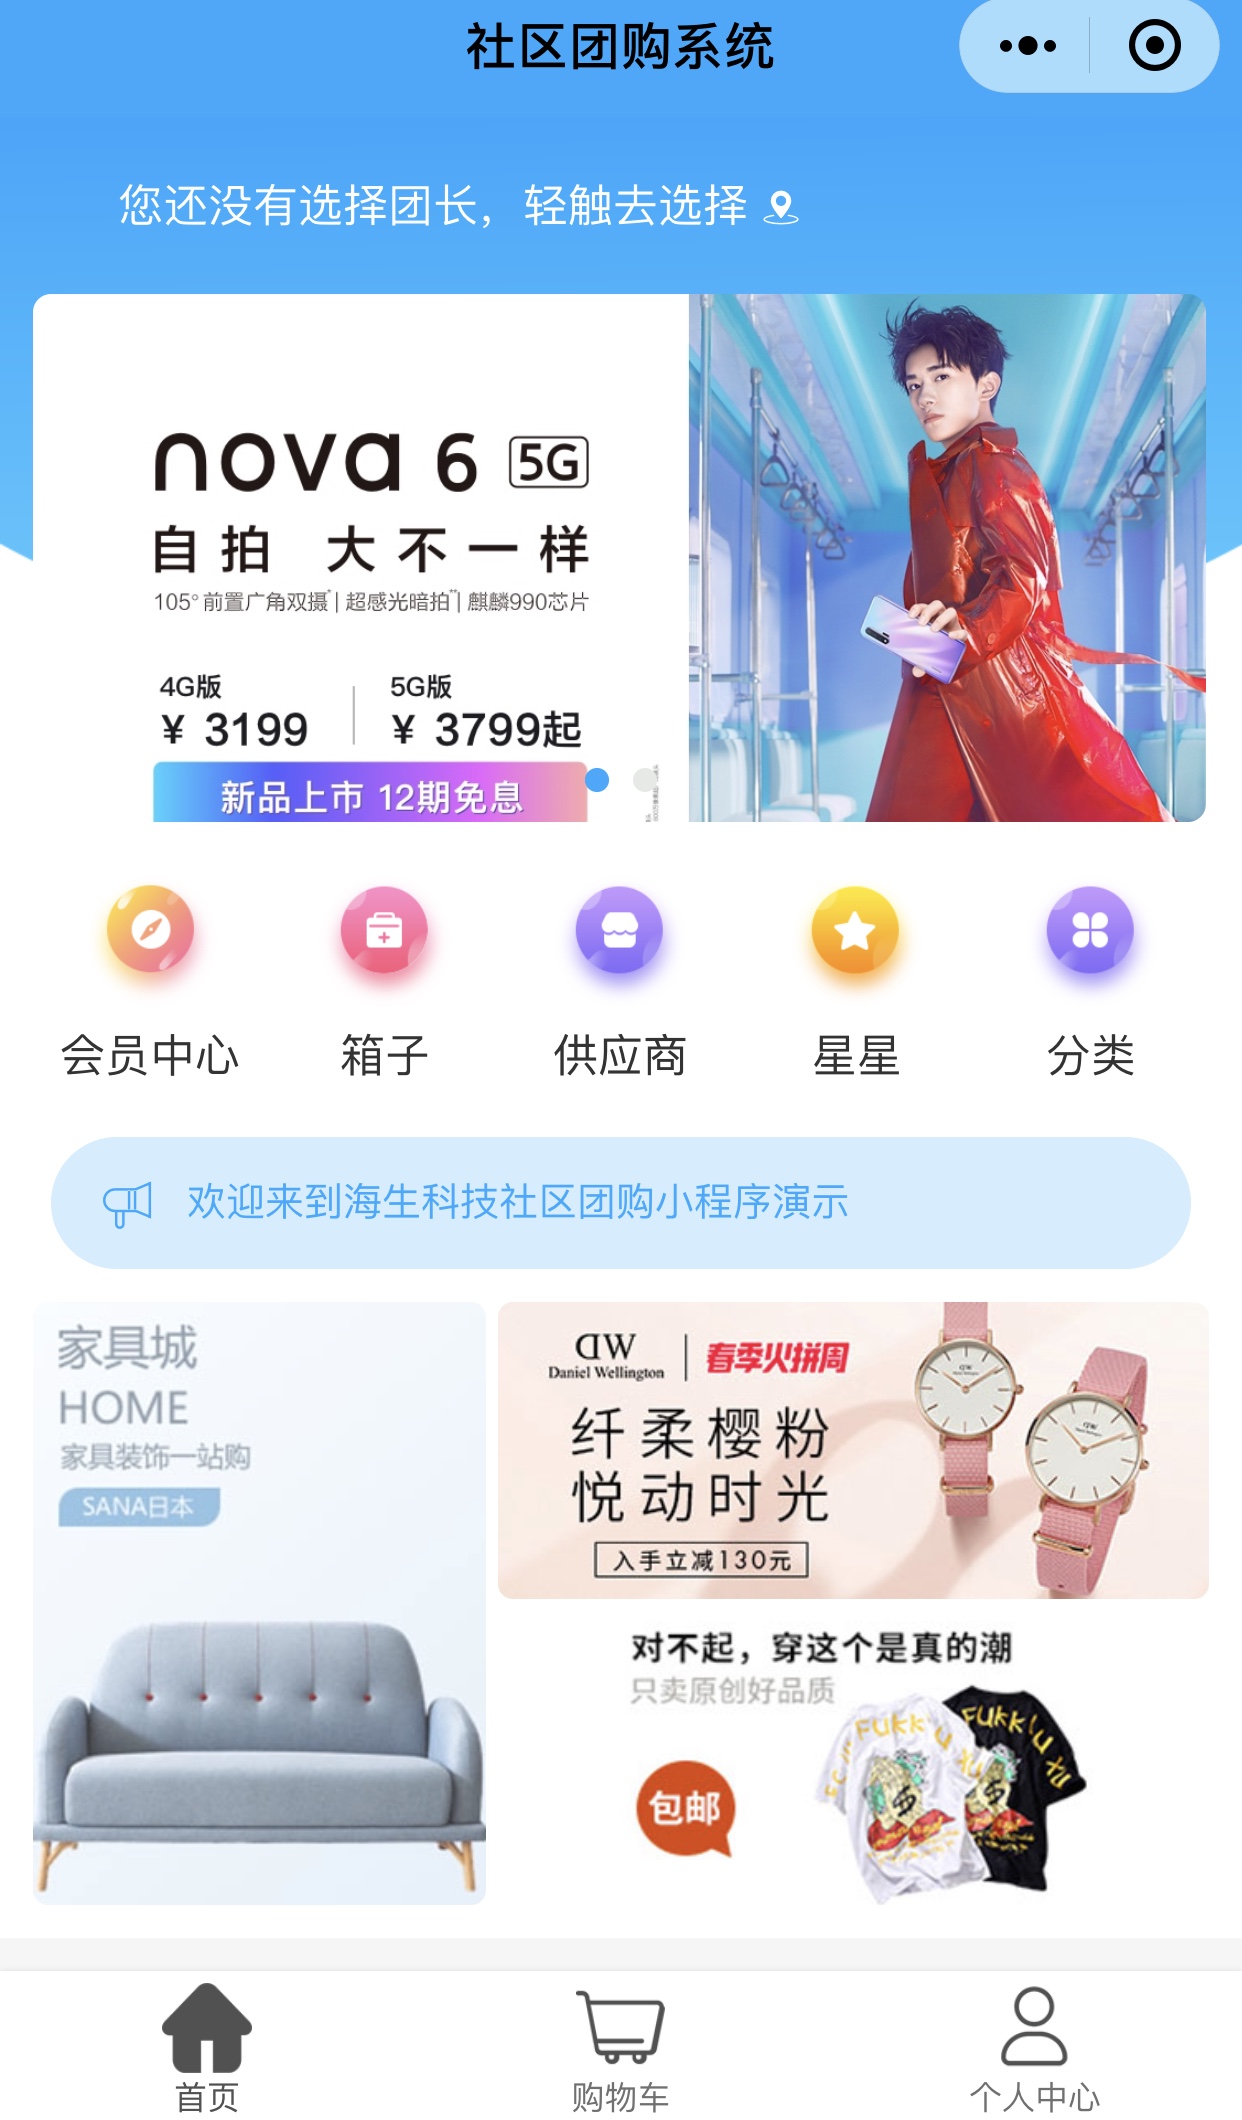 社区团购系统
您还没有选择团长，轻触去选择
nova 6 5G
自拍 大不一样
105°前置广角双摄*|超感光暗拍**|麒麟990芯片
4G版
¥ 3199
5G版
¥ 3799起
新品上市 12期免息
会员中心
箱子
供应商
星星
分类
欢迎来到海生科技社区团购小程序演示
家具城
HOME
家具装饰一站购
SANA日本
DW
Daniel Wellington
春季火拼周
纤柔樱粉
悦动时光
入手立减130元
对不起，穿这个是真的潮
只卖原创好品质
包邮
首页
购物车
个人中心